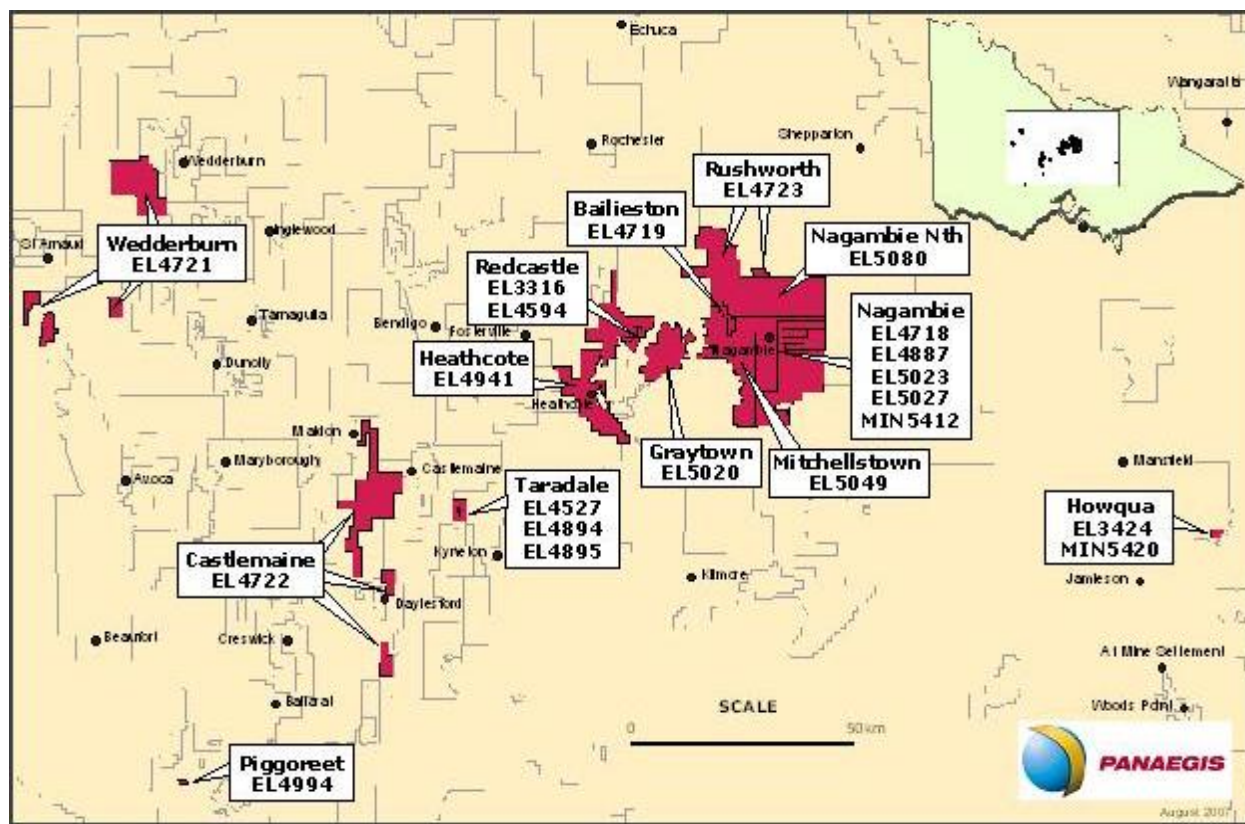 Echuca
Wangaratta
Rochester
Shepparton
Wedderburn
Rushworth
EL4723
Bailieston
EL4719
Inglewood
St Arnaud
Wedderburn
EL4721
Nagambie Nth
EL5080
Redcastle
EL3316
EL4594
Tarnagulla
Bendigo
Fosterville
Nagambie
EL4718
EL4887
EL5023
EL5027
MIN5412
Nagambie
Dunolly
Heathcote
EL4941
Heathcote
Maldon
Maryborough
Castlemaine
Avoca
Graytown
EL5020
Mitchellstown
EL5049
Mansfield
Taradale
EL4527
EL4894
EL4895
Howqua
EL3424
MIN5420
Castlemaine
EL4722
Kyneton
Kilmore
Jamieson
Daylesford
Beaufort
Creswick
A1 Mine Settlement
Ballarat
SCALE
Woods Point
0
50km
Piggoreet
EL4994
PANAEGIS
August 2007